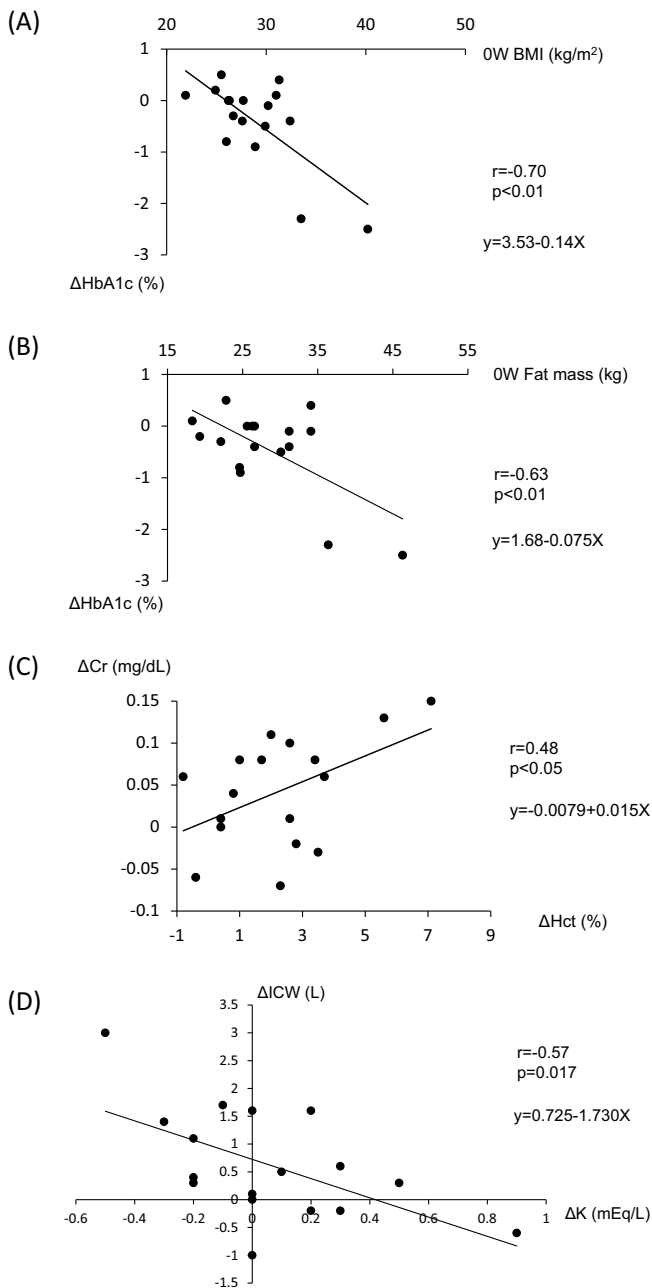 (A)
20 30 40 50
0W BMI (kg/m²)
1
0
-1
-2
-3
r=-0.70
p<0.01
y=3.53-0.14X
ΔHbA1c (%)
(B)
15 25 35 45 55
0W Fat mass (kg)
1
0
-1
-2
-3
r=-0.63
p<0.01
y=1.68-0.075X
ΔHbA1c (%)
(C)
ΔCr (mg/dL)
0.15
0.1
0.05
0
-0.05
-0.1
-1 1 3 5 7 9
ΔHct (%)
r=0.48
p<0.05
y=-0.0079+0.015X
(D)
ΔICW (L)
3.5
3
2.5
2
1.5
1
0.5
0
-0.5
-1
-1.5
-0.6 -0.4 -0.2 0 0.2 0.4 0.6 0.8 1
ΔK (mEq/L)
r=-0.57
p=0.017
y=0.725-1.730X